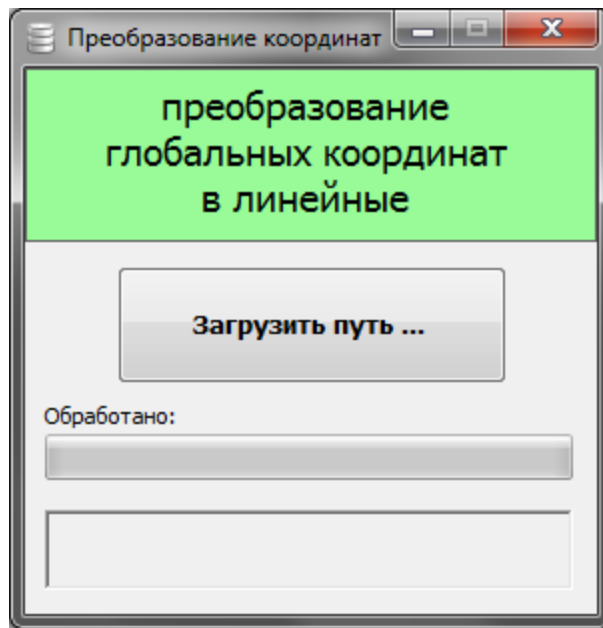 Преобразование координат
преобразование
глобальных координат
в линейные
Загрузить путь ...
Обработано: